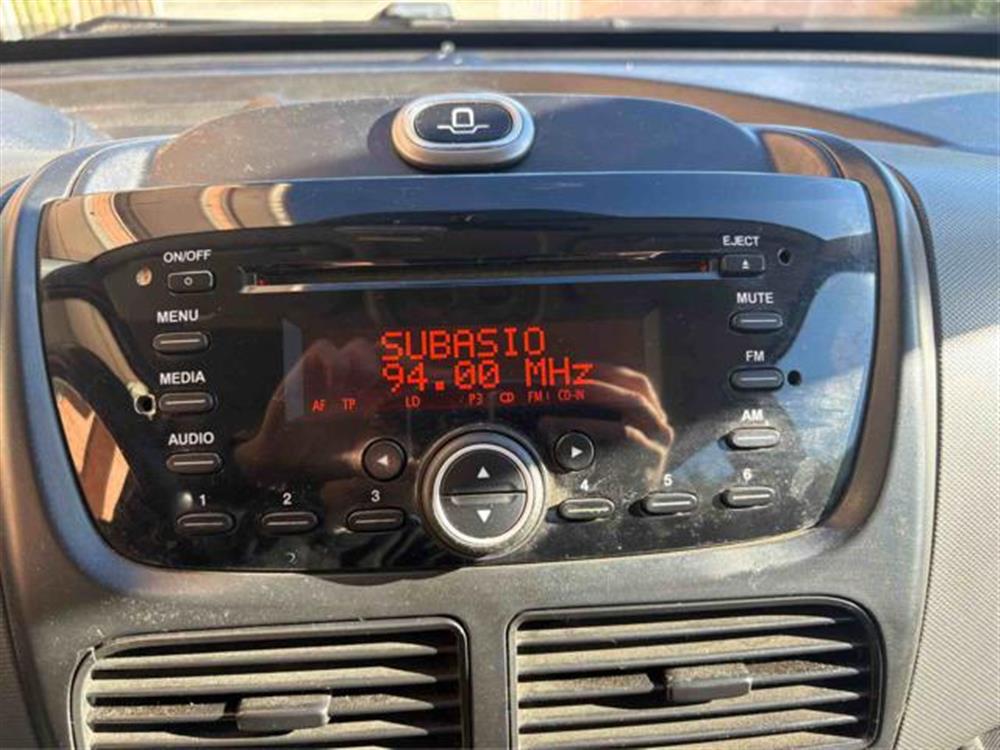 ON/OFF
EJECT
MENU
MUTE
SUBASIO
94.00 MHz
MEDIA
FM
AF TP LD P3 CD FM I CD-IN
AUDIO
AM
1 2 3 4 5 6